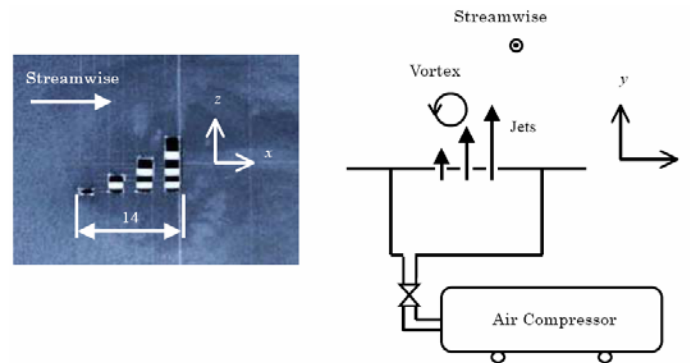 Streamwise
z
x
14
Streamwise
Vortex
Jets
y
Air Compressor